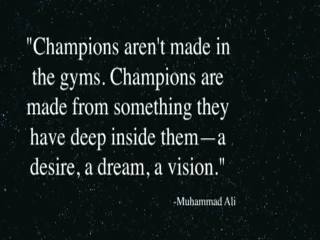 "Champions aren't made in
the gyms. Champions are
made from something they
have deep inside them—a
desire, a dream, a vision."
-Muhammad Ali